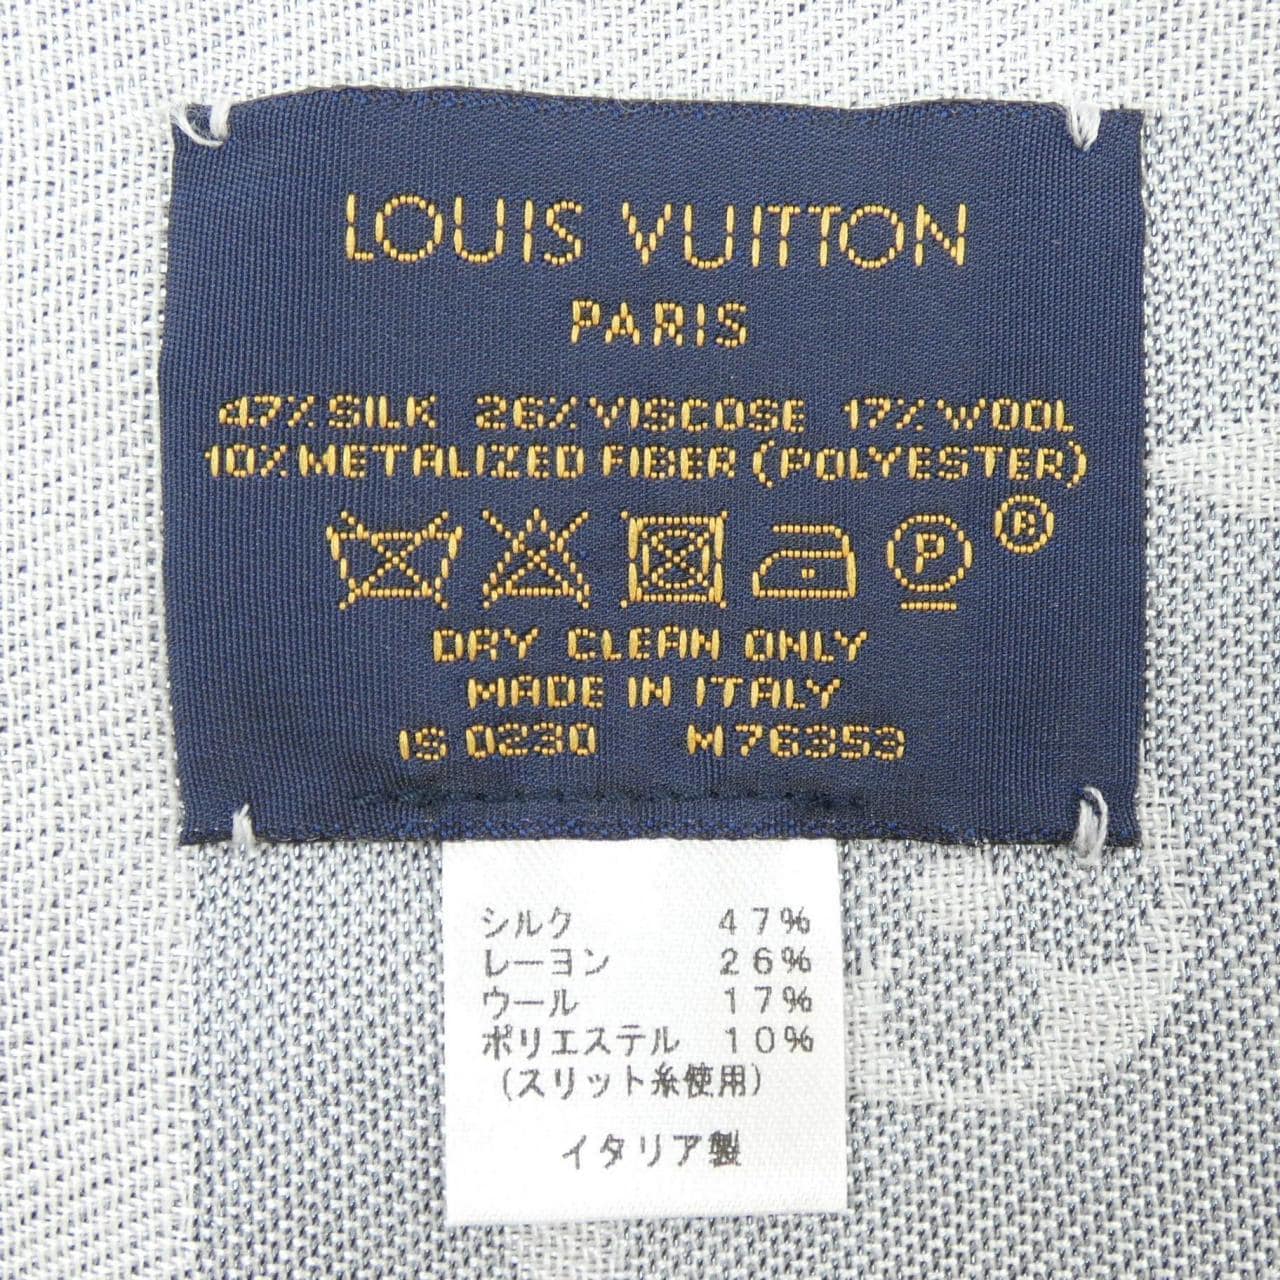 LOUIS VUITTON
PARIS
47% SILK 26% VISCOSE 17% WOOL
10% METALIZED FIBER (POLYESTER)
P ®
DRY CLEAN ONLY
MADE IN ITALY
IS 0230 M76353
シルク 47%
レーヨン 26%
ウール 17%
ポリエステル 10%
(スリット糸使用)
イタリア製